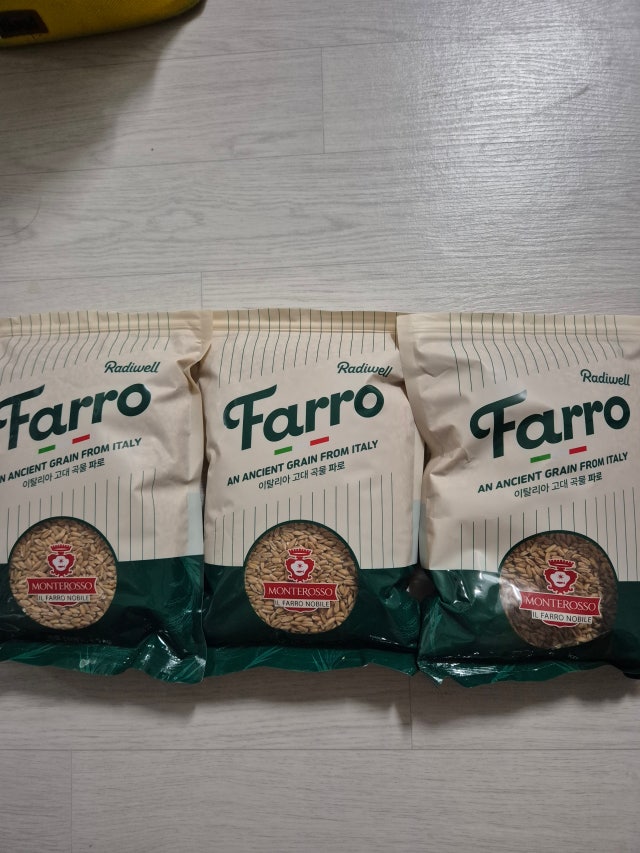 Radiwell
Farro
AN ANCIENT GRAIN FROM ITALY
이탈리아 고대 곡물 파로
MONTEROSSO
IL FARRO NOBILE
Radiwell
Farro
AN ANCIENT GRAIN FROM ITALY
이탈리아 고대 곡물 파로
MONTEROSSO
IL FARRO NOBILE
Radiwell
Farro
AN ANCIENT GRAIN FROM ITALY
이탈리아 고대 곡물 파로
MONTEROSSO
IL FARRO NOBILE